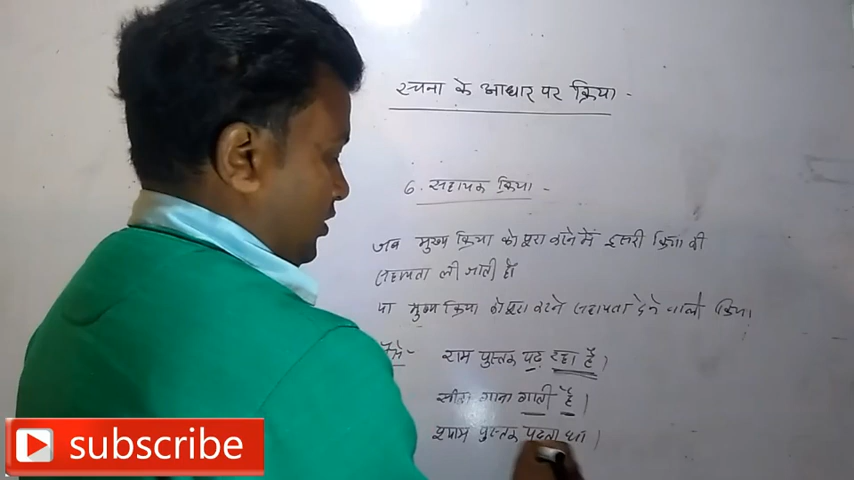 रचना के आधार पर क्रिया -
6. सहायक क्रिया -
जब मुख्य क्रिया को पूरा करने में दुसरी क्रिया की
सहायता ली जाती है
या मुख्य क्रिया को पूरा करने सहायता देने वाली क्रिया
जैसे - राम पुस्तक पढ़ रहा है।
सीता गाना गाती है।
श्याम पुस्तक पढता था।
subscribe